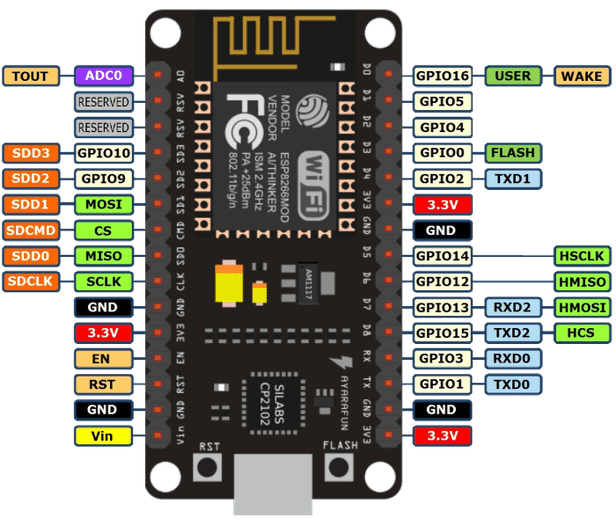 TOUT ADC0
RESERVED
RESERVED
SDD3 GPIO10
SDD2 GPIO9
SDD1 MOSI
SDCMD CS
SDD0 MISO
SDCLK SCLK
GND
3.3V
EN
RST
GND
Vin
A0
RSV
RSV
SD3
SD2
SD1
CMD
SD0
CLK
GND
3V3
EN
RST
GND
Vin
MODEL
VENDOR
ESP8266MOD
AITHINKER
ISM 2.4GHz
PA +25dBm
802.11b/g/n
FC
Wi Fi
AM1117
SILABS
CP2102
AYARAFUN
RST
FLASH
D0
D1
D2
D3
D4
3V3
GND
D5
D6
D7
D8
RX
TX
GND
3V3
GPIO16 USER WAKE
GPIO5
GPIO4
GPIO0 FLASH
GPIO2 TXD1
3.3V
GND
GPIO14 HSCLK
GPIO12 HMISO
GPIO13 RXD2 HMOSI
GPIO15 TXD2 HCS
GPIO3 RXD0
GPIO1 TXD0
GND
3.3V